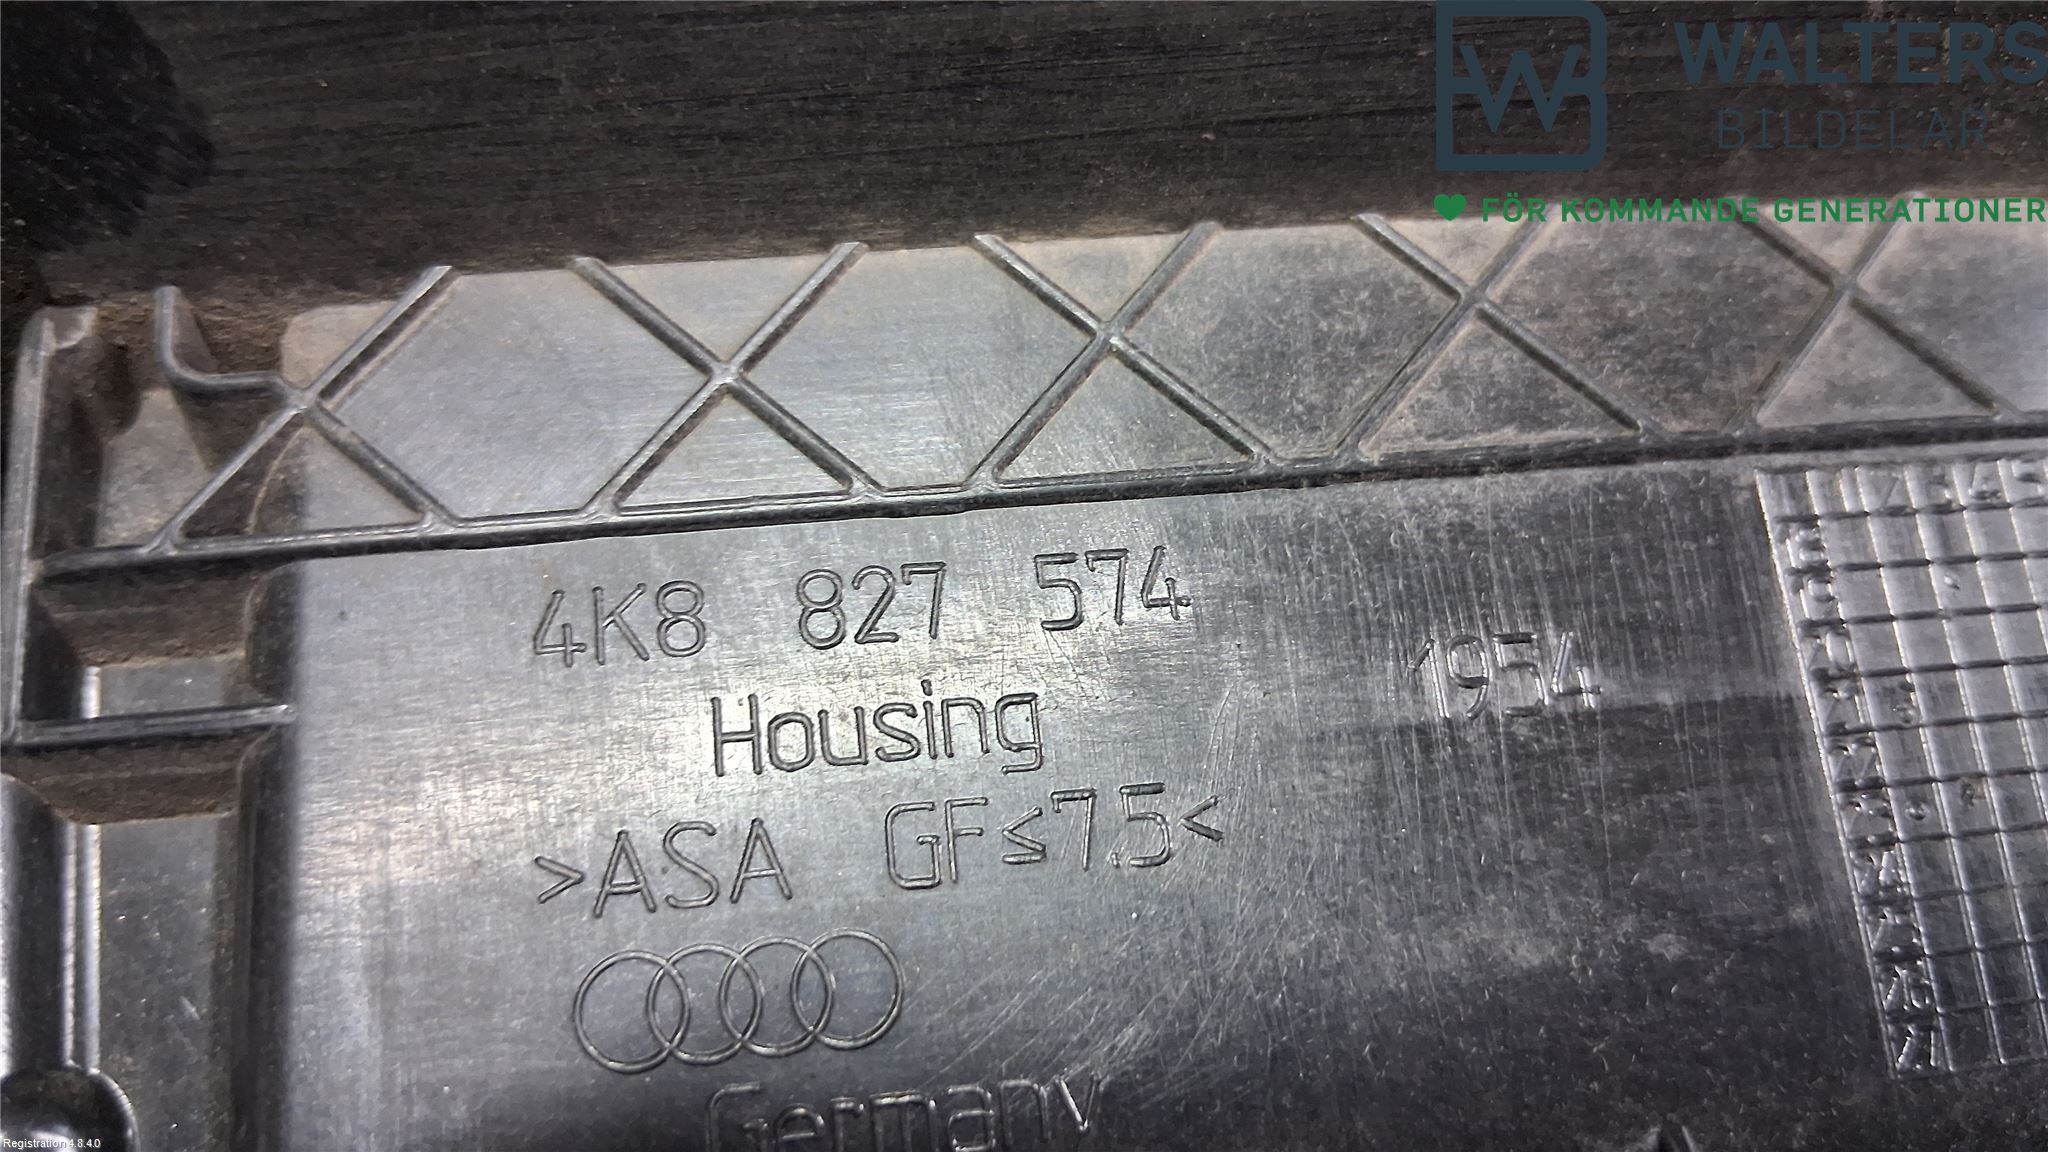 WALTERS
BILDELAR
FÖR KOMMANDE GENERATIONER
4K8 827 574
1954
Housing
>ASA GF≤7.5<
Germany
Registration 4.8.4.0